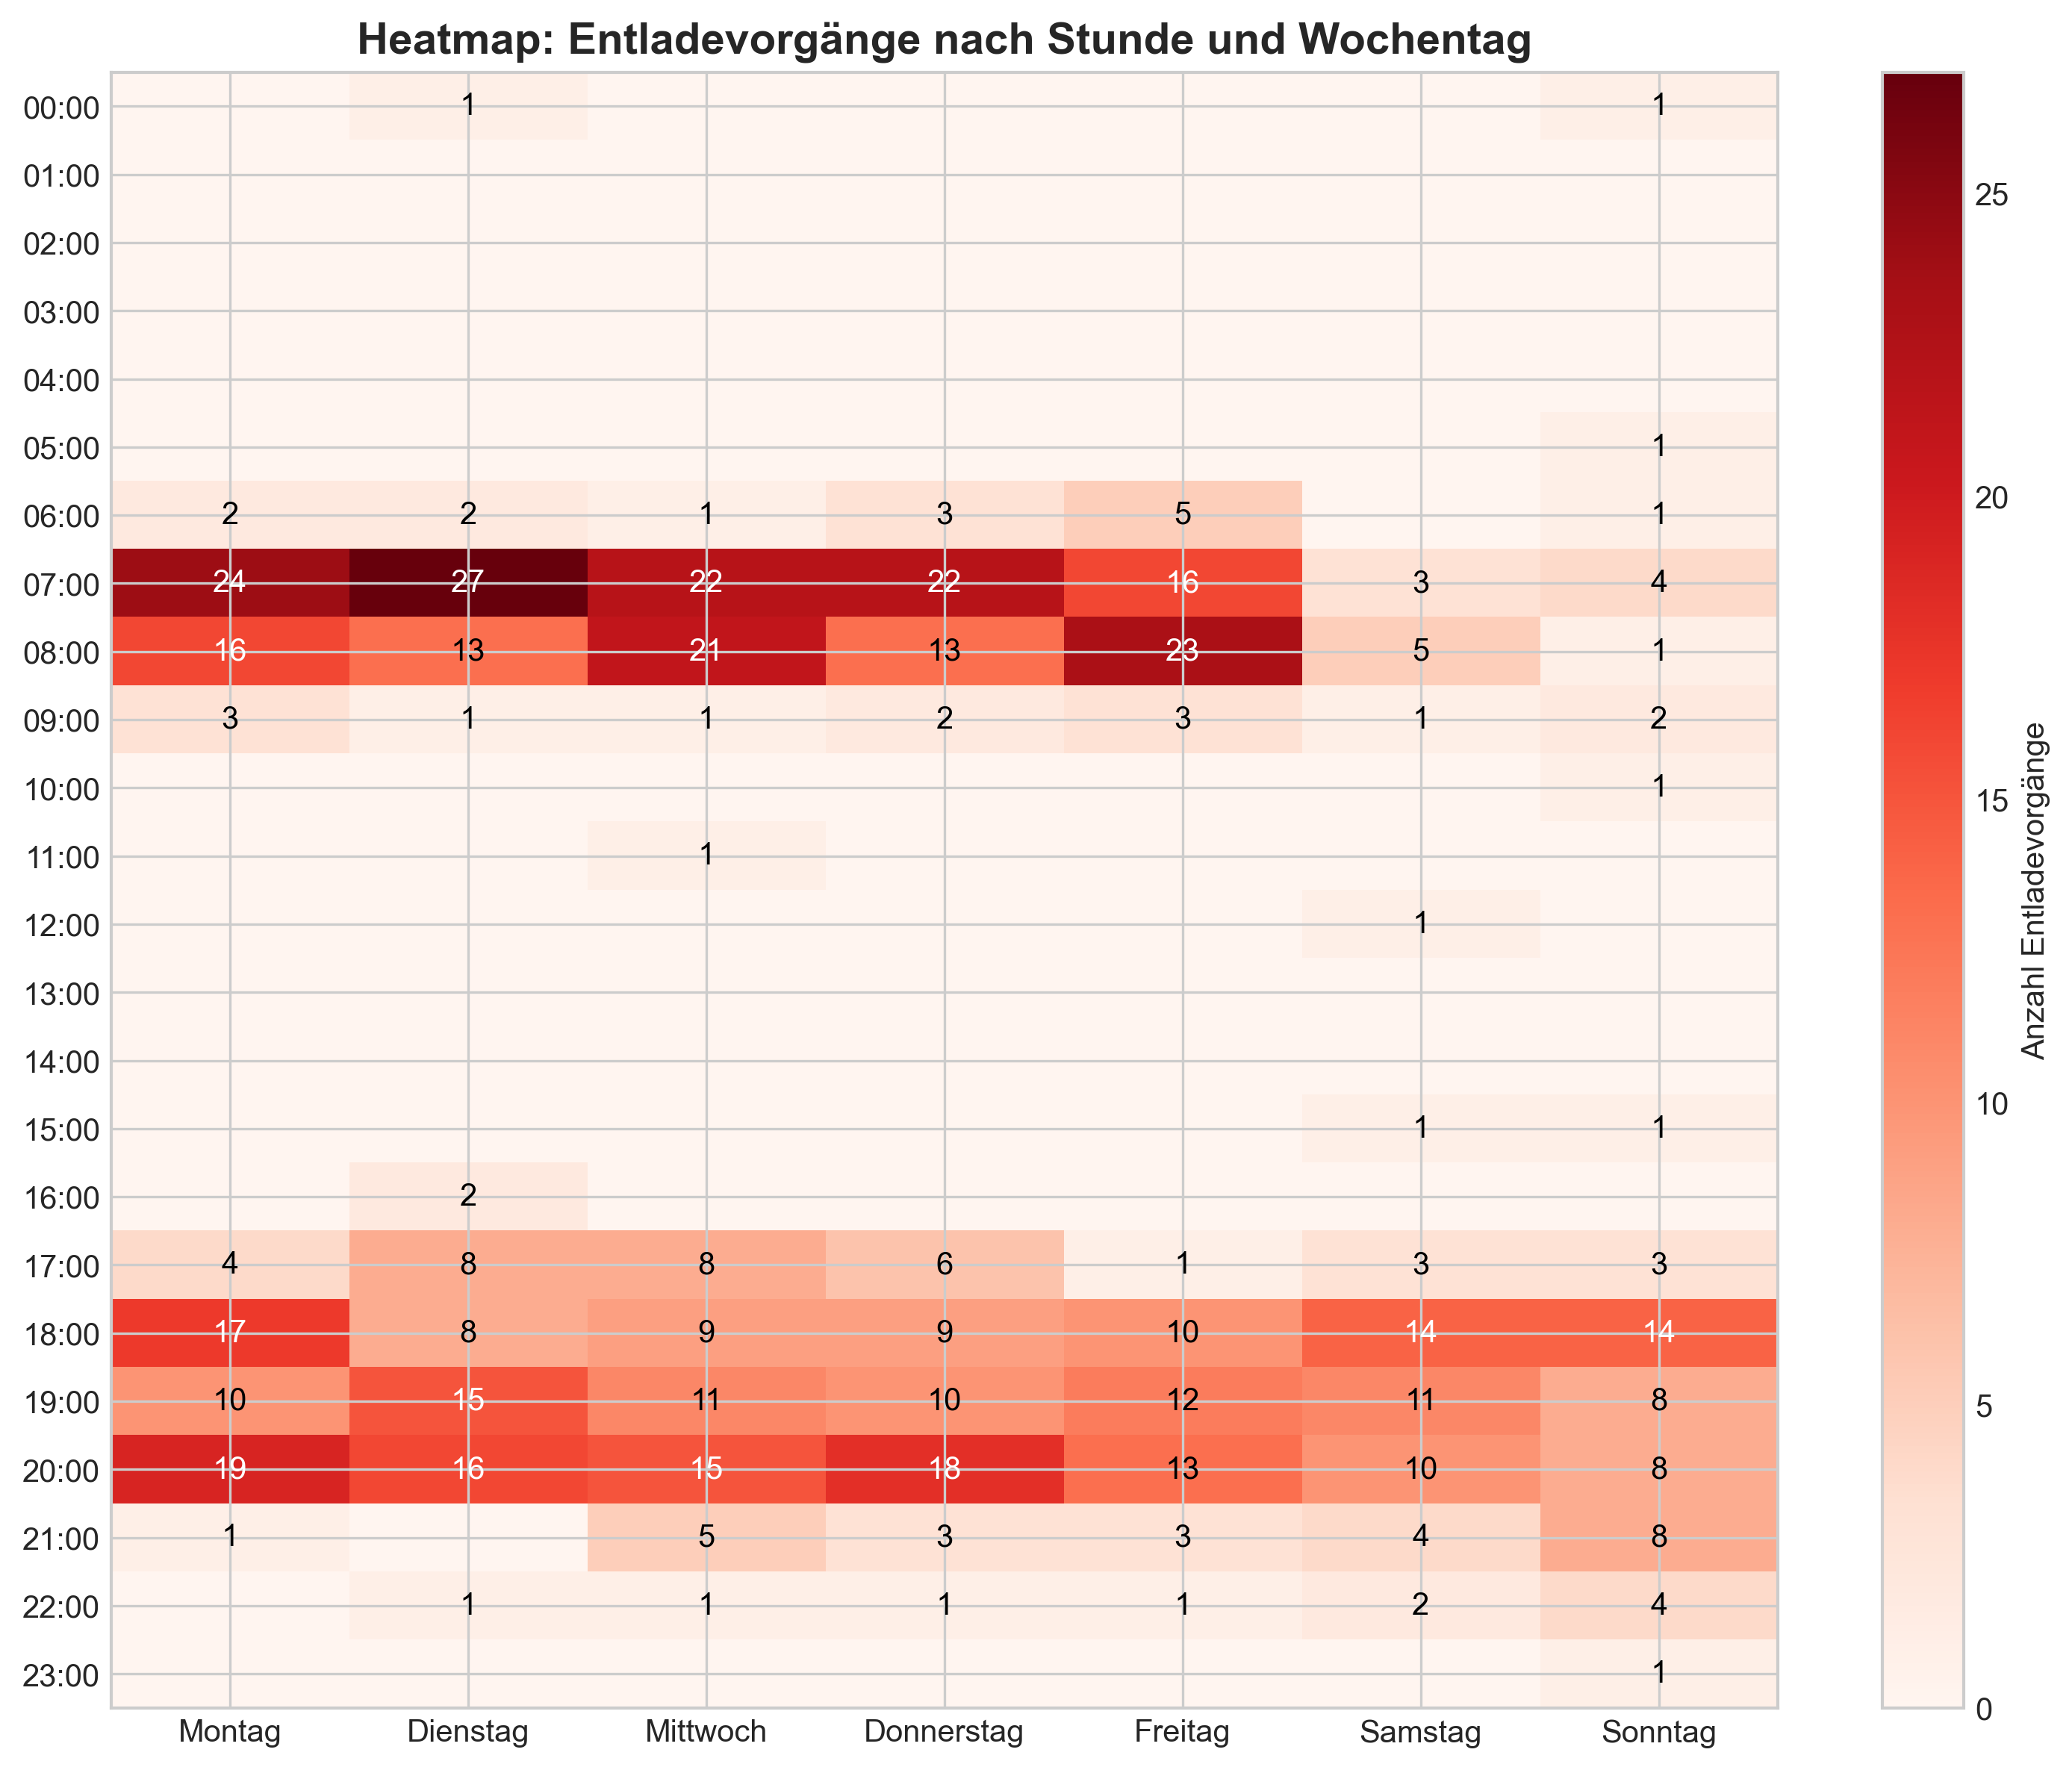 Heatmap: Entladevorgänge nach Stunde und Wochentag
00:00 1 1
01:00
02:00
03:00
04:00
05:00 1
06:00 2 2 1 3 5 1
07:00 24 27 22 22 16 3 4
08:00 16 13 21 13 23 5 1
09:00 3 1 1 2 3 1 2
10:00 1
11:00 1
12:00 1
13:00
14:00
15:00 1 1
16:00 2
17:00 4 8 8 6 1 3 3
18:00 17 8 9 9 10 14 14
19:00 10 15 11 10 12 11 8
20:00 19 16 15 18 13 10 8
21:00 1 5 3 3 4 8
22:00 1 1 1 1 2 4
23:00 1
Montag Dienstag Mittwoch Donnerstag Freitag Samstag Sonntag
25
20
15
10
5
0
Anzahl Entladevorgänge